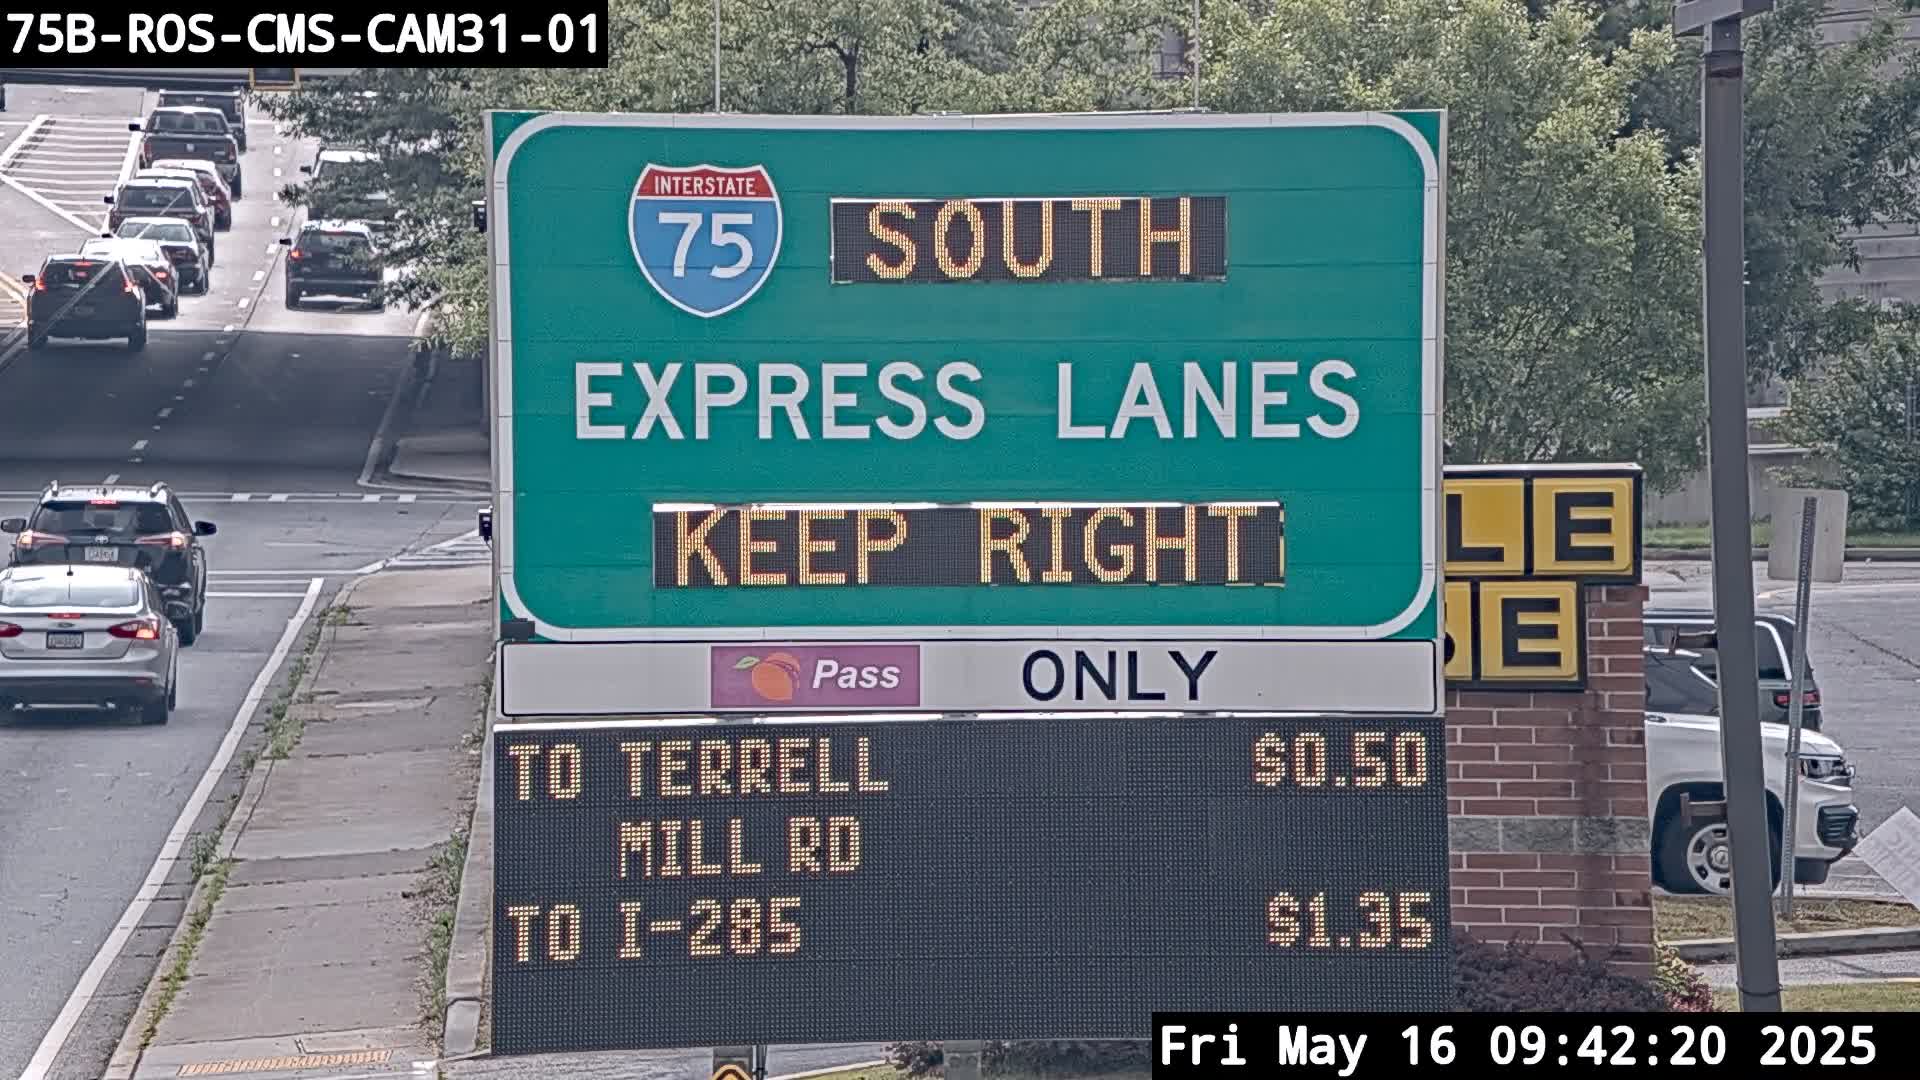 75B-ROS-CMS-CAM31-01
INTERSTATE
75 SOUTH
EXPRESS LANES
KEEP RIGHT
Pass ONLY
TO TERRELL $0.50
MILL RD
TO I-285 $1.35
LE
E
Fri May 16 09:42:20 2025